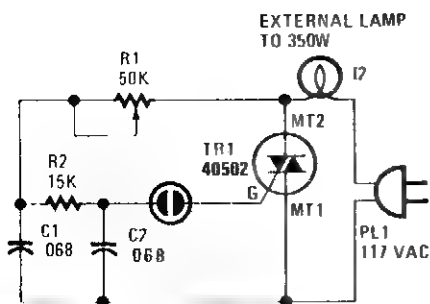 EXTERNAL LAMP
TO 350W
R1
50K
I2
MT2
TR1
40502
R2
15K
G
MT1
C1
068
C2
068
PL1
117 VAC